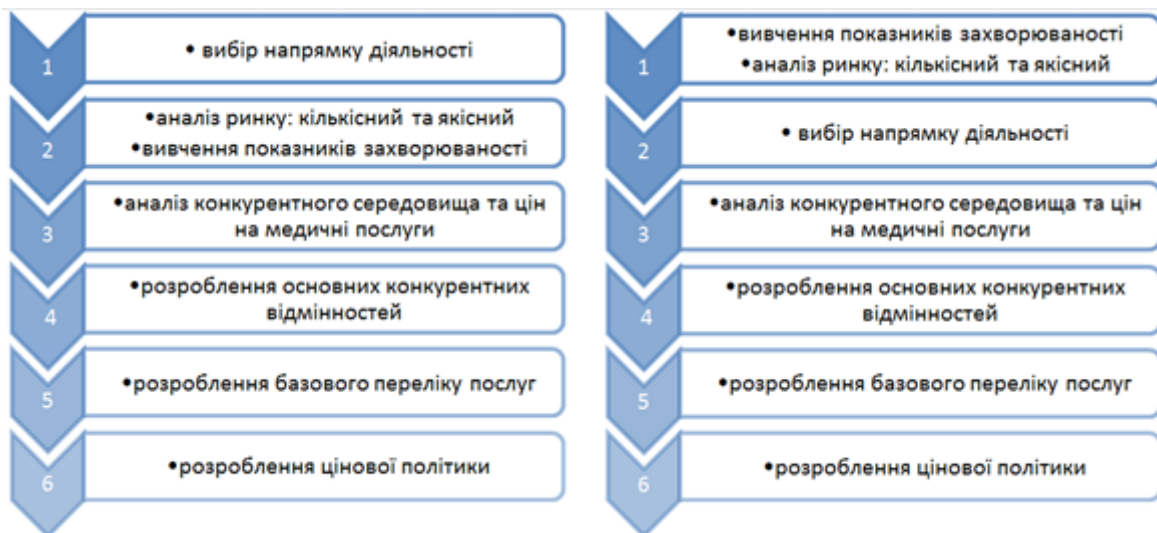 1
• вибір напрямку діяльності
2
•аналіз ринку: кількісний та якісний
•вивчення показників захворюваності
3
•аналіз конкурентного середовища та цін
на медичні послуги
4
•розроблення основних конкурентних
відмінностей
5
•розроблення базового переліку послуг
6
•розроблення цінової політики
1
•вивчення показників захворюваності
•аналіз ринку: кількісний та якісний
2
• вибір напрямку діяльності
3
•аналіз конкурентного середовища та цін
на медичні послуги
4
•розроблення основних конкурентних
відмінностей
5
•розроблення базового переліку послуг
6
•розроблення цінової політики